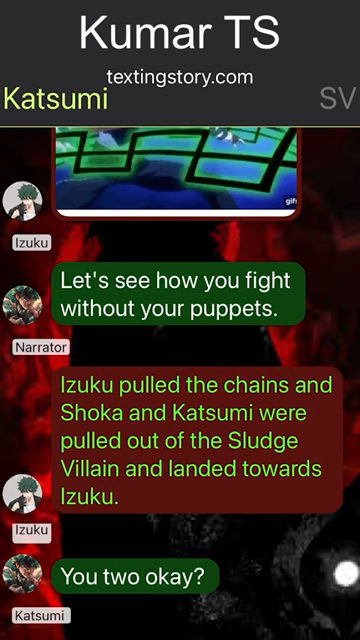 Kumar TS
textingstory.com
Katsumi
SV
gifs
Izuku
Let's see how you fight
without your puppets.
Narrator
Izuku pulled the chains and
Shoka and Katsumi were
pulled out of the Sludge
Villain and landed towards
Izuku.
Izuku
You two okay?
Katsumi